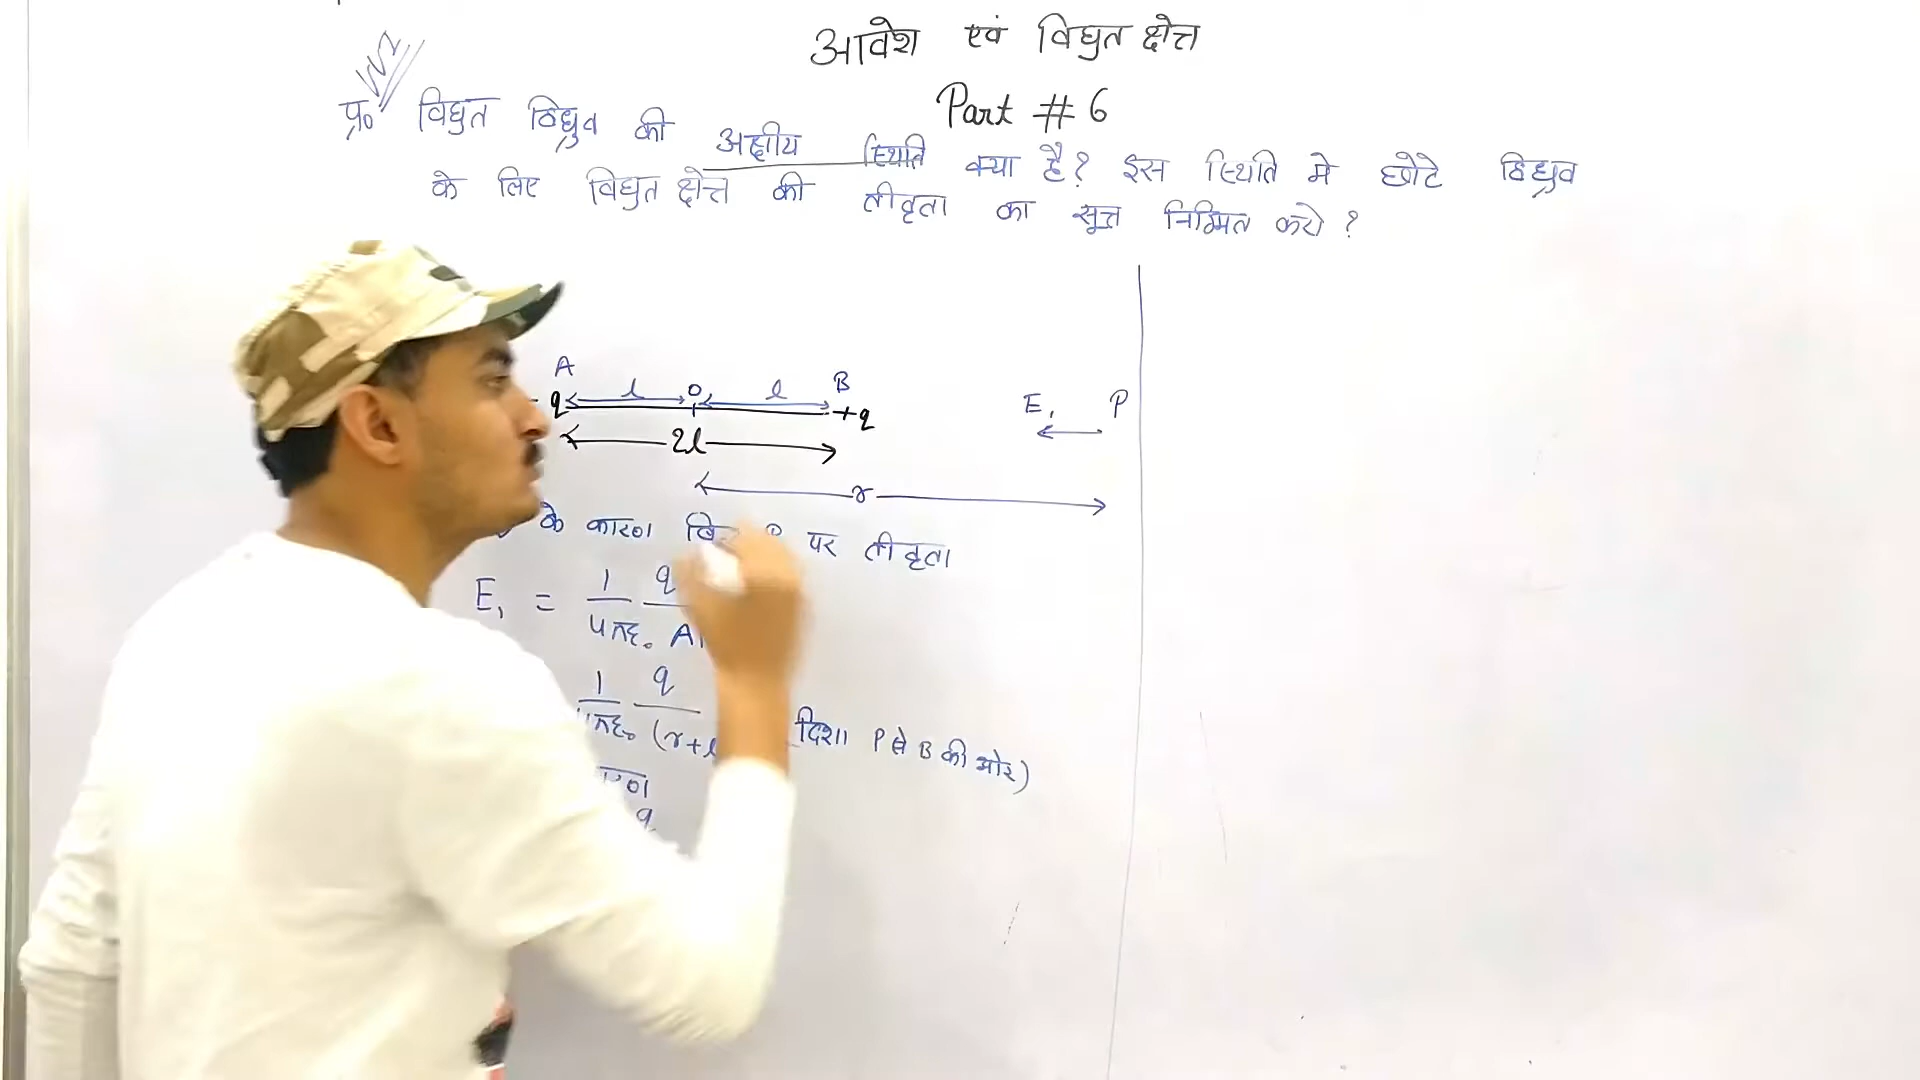 आवेश एवं विद्युत क्षेत्र
Part # 6
प्र० विद्युत द्विध्रुव की अक्षीय स्थिति क्या है? इस स्थिति मे छोटे द्विध्रुव
के लिए विद्युत क्षेत्र की तीव्रता का सूत्र निगमित करो?
A l O l B
- q +q E₁ P
2l
r
के कारण P पर तीव्रता
E₁ = 1 q
4πε₀
1 q
4πε₀ (r+l दिशा P से B की ओर)
q